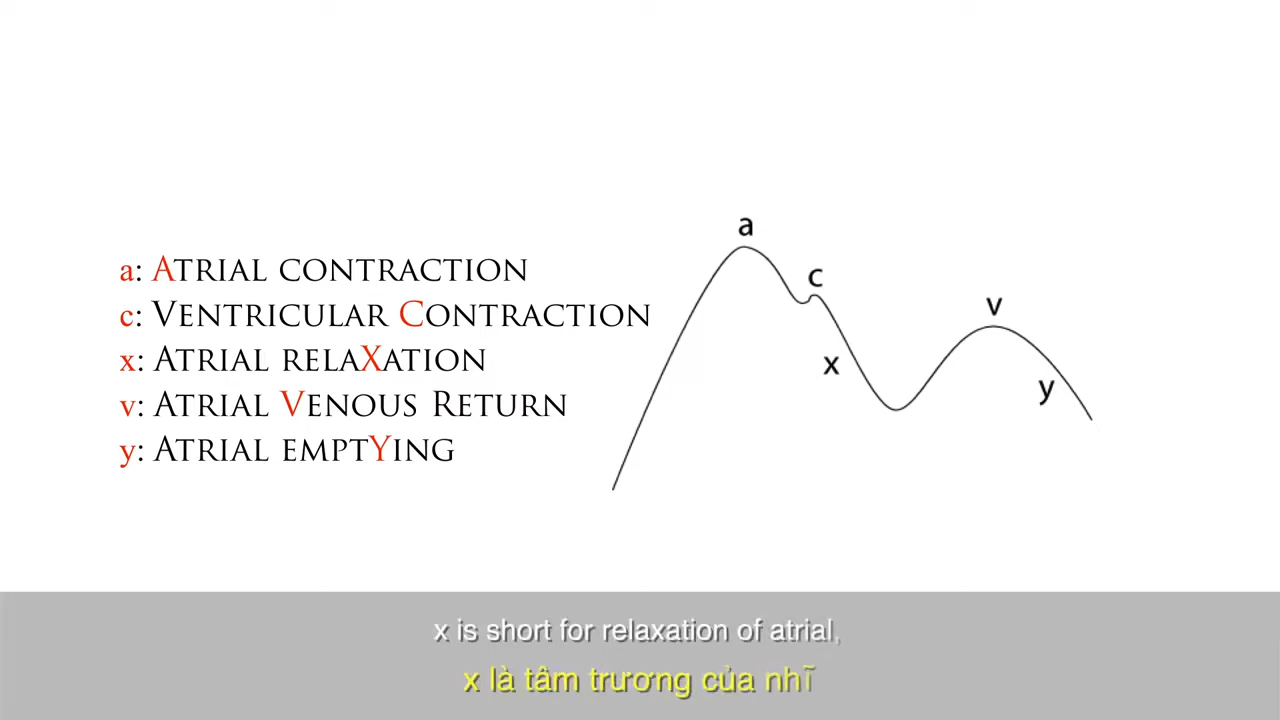 a: Atrial contraction
c: Ventricular Contraction
x: Atrial relaXation
v: Atrial Venous Return
y: Atrial emptYing
a
c
x
v
y
x is short for relaxation of atrial,
x là tâm trương của nhĩ